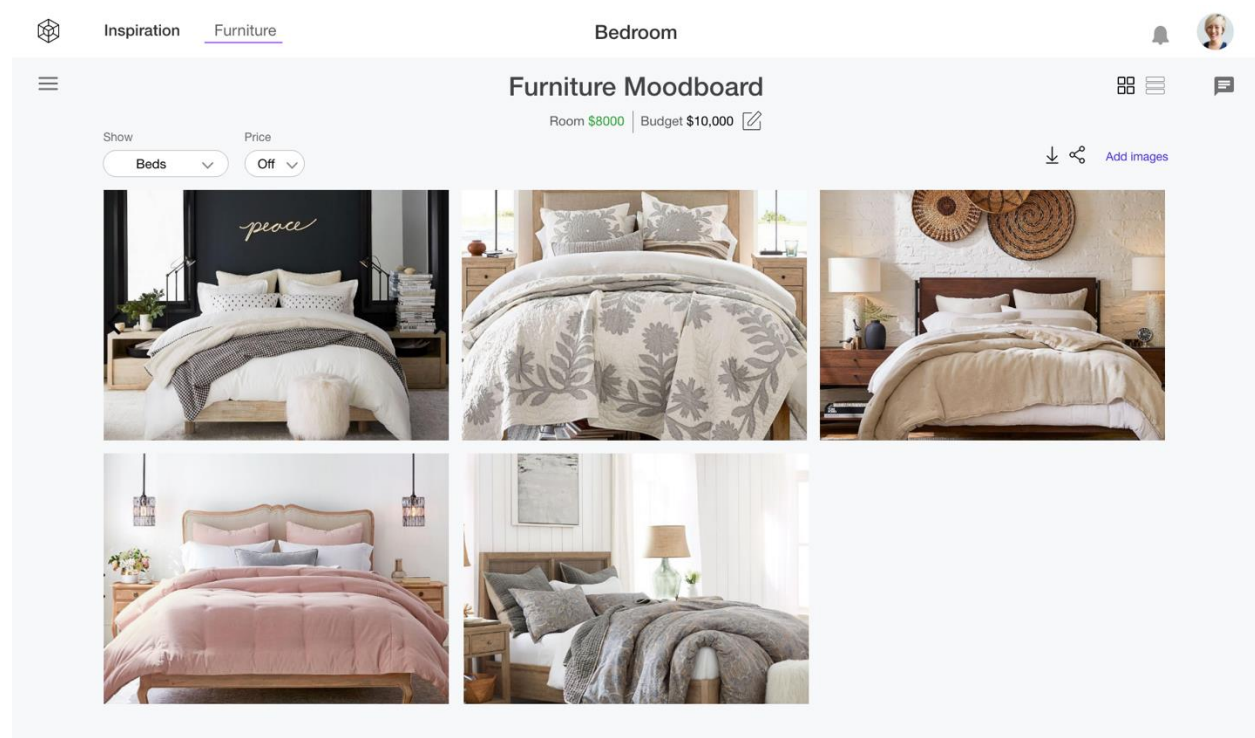 Inspiration Furniture Bedroom
Furniture Moodboard
Room $8000 Budget $10,000
Show Price
Beds Off Add images
peace